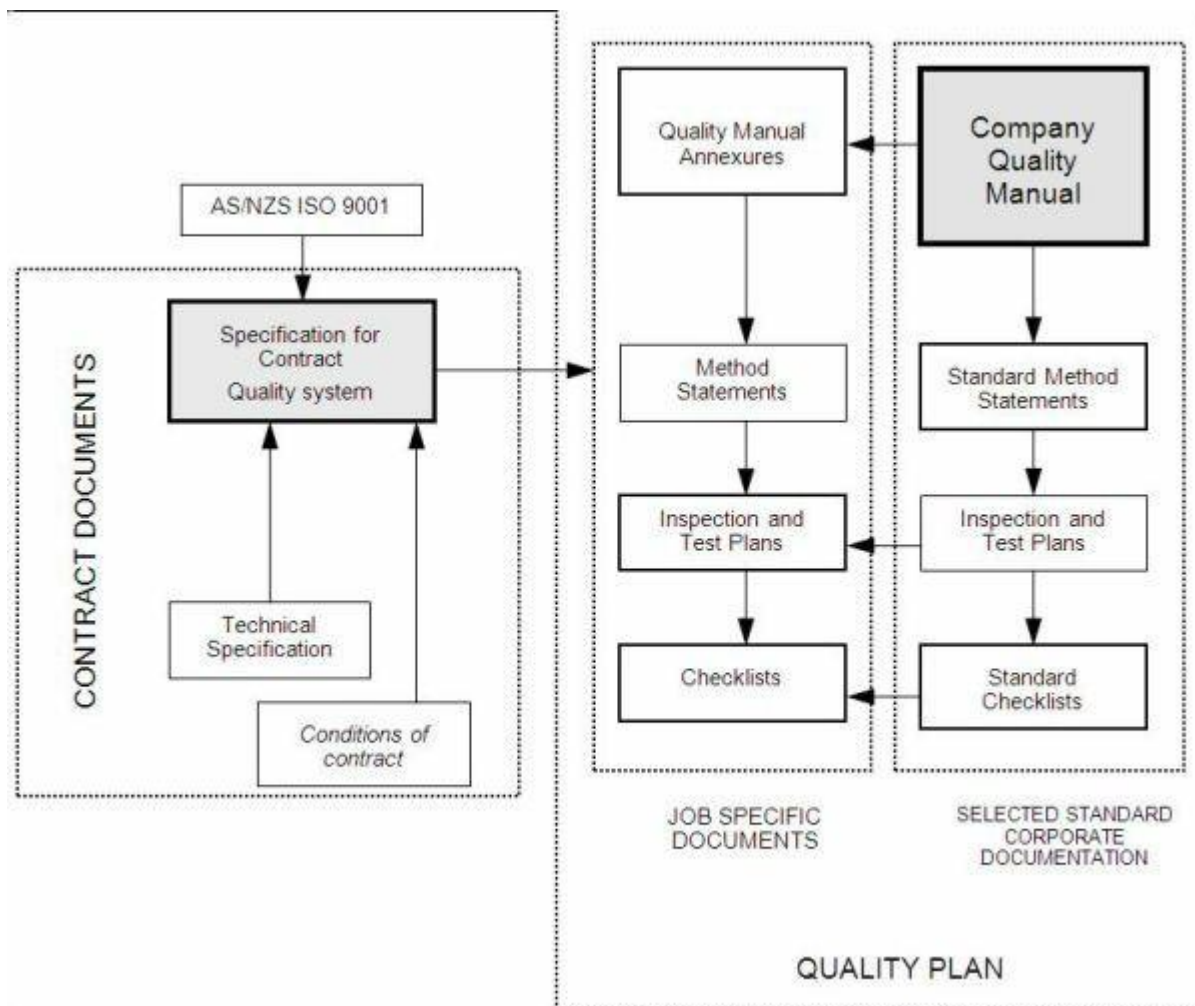 AS/NZS ISO 9001
Specification for
Contract
Quality system
CONTRACT DOCUMENTS
Technical
Specification
Conditions of
contract
Quality Manual
Annexures
Method
Statements
Inspection and
Test Plans
Checklists
JOB SPECIFIC
DOCUMENTS
Company
Quality
Manual
Standard Method
Statements
Inspection and
Test Plans
Standard
Checklists
SELECTED STANDARD
CORPORATE
DOCUMENTATION
QUALITY PLAN